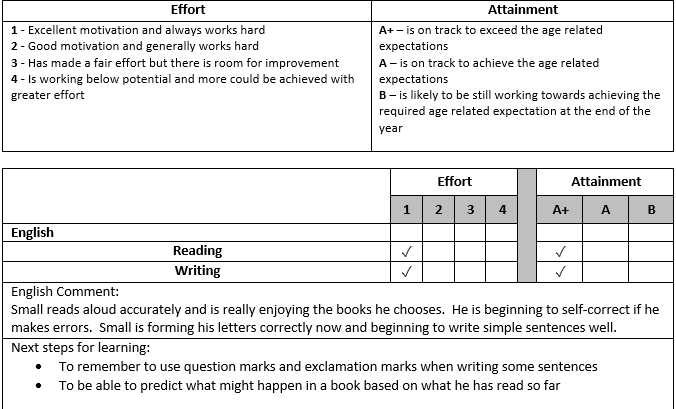 Effort
1 - Excellent motivation and always works hard
2 - Good motivation and generally works hard
3 - Has made a fair effort but there is room for improvement
4 - Is working below potential and more could be achieved with
greater effort
Attainment
A+ – is on track to exceed the age related
expectations
A – is on track to achieve the age related
expectations
B – is likely to be still working towards achieving the
required age related expectation at the end of the
year
Effort Attainment
1 2 3 4 A+ A B
English
Reading ✓ ✓
Writing ✓ ✓
English Comment:
Small reads aloud accurately and is really enjoying the books he chooses.  He is beginning to self-correct if he
makes errors.  Small is forming his letters correctly now and beginning to write simple sentences well.
Next steps for learning:
• To remember to use question marks and exclamation marks when writing some sentences
• To be able to predict what might happen in a book based on what he has read so far